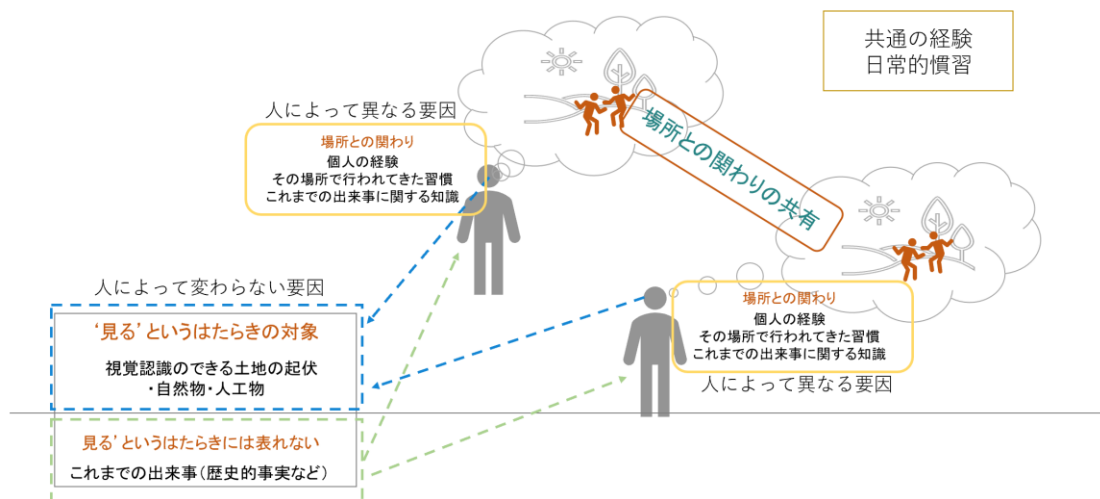 共通の経験
日常的慣習
人によって異なる要因
場所との関わり
個人の経験
その場所で行われてきた習慣
これまでの出来事に関する知識
場所との関わりの共有
人によって変わらない要因
‘見る’というはたらきの対象
視覚認識のできる土地の起伏
・自然物・人工物
場所との関わり
個人の経験
その場所で行われてきた習慣
これまでの出来事に関する知識
人によって異なる要因
見る’というはたらきには表れない
これまでの出来事(歴史的事実など)